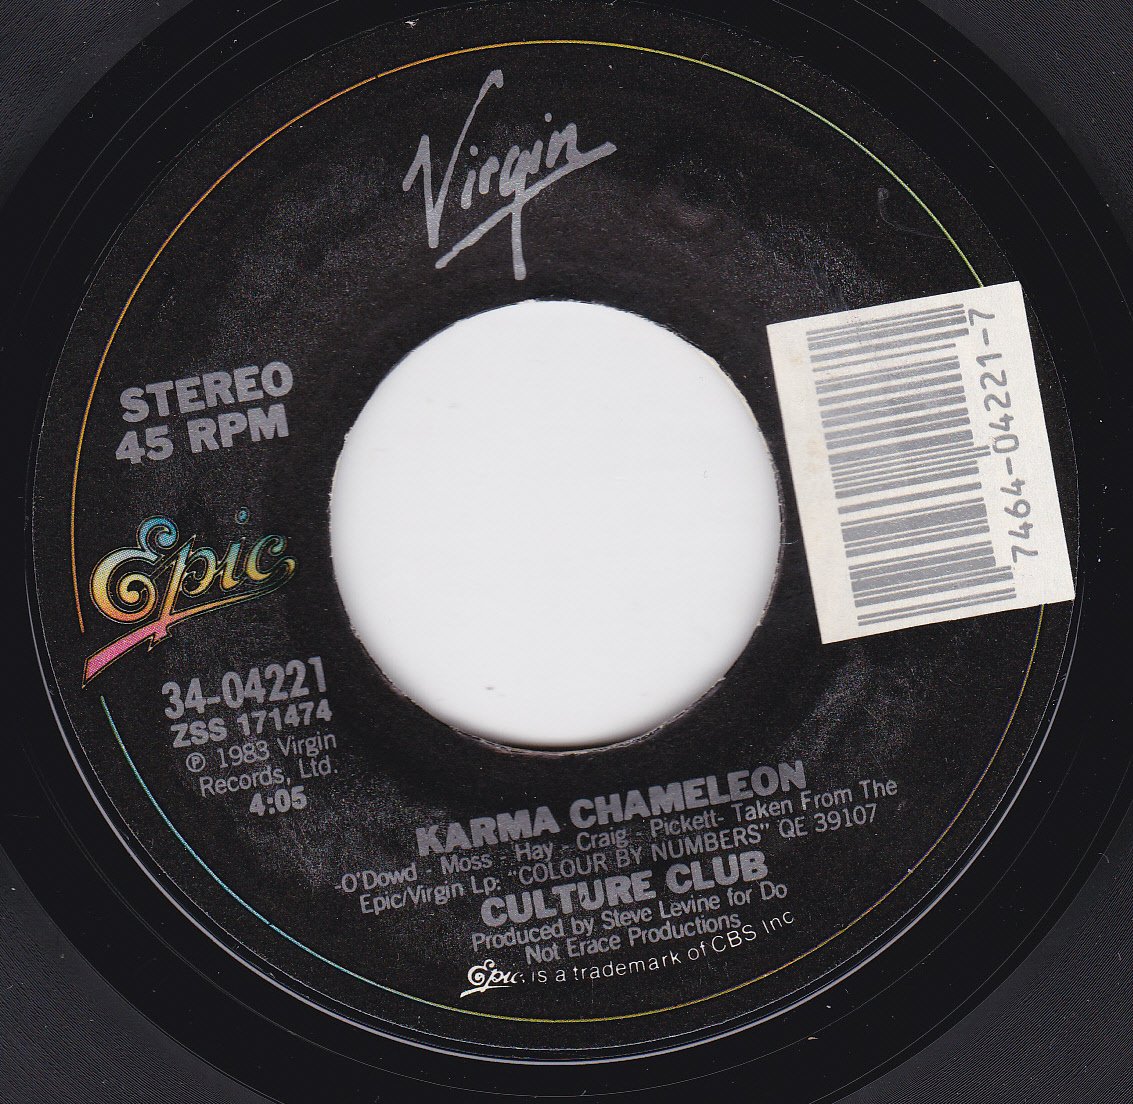 Virgin
STEREO
45 RPM
Epic
34-04221
ZSS 171474
℗ 1983 Virgin
Records, Ltd.
4:05
7464-04221-7
KARMA CHAMELEON
-O'Dowd - Moss - Hay - Craig - Pickett- Taken From The
Epic/Virgin Lp: "COLOUR BY NUMBERS" QE 39107
CULTURE CLUB
Produced by Steve Levine for Do
Not Erace Productions
Epic, is a trademark of CBS Inc